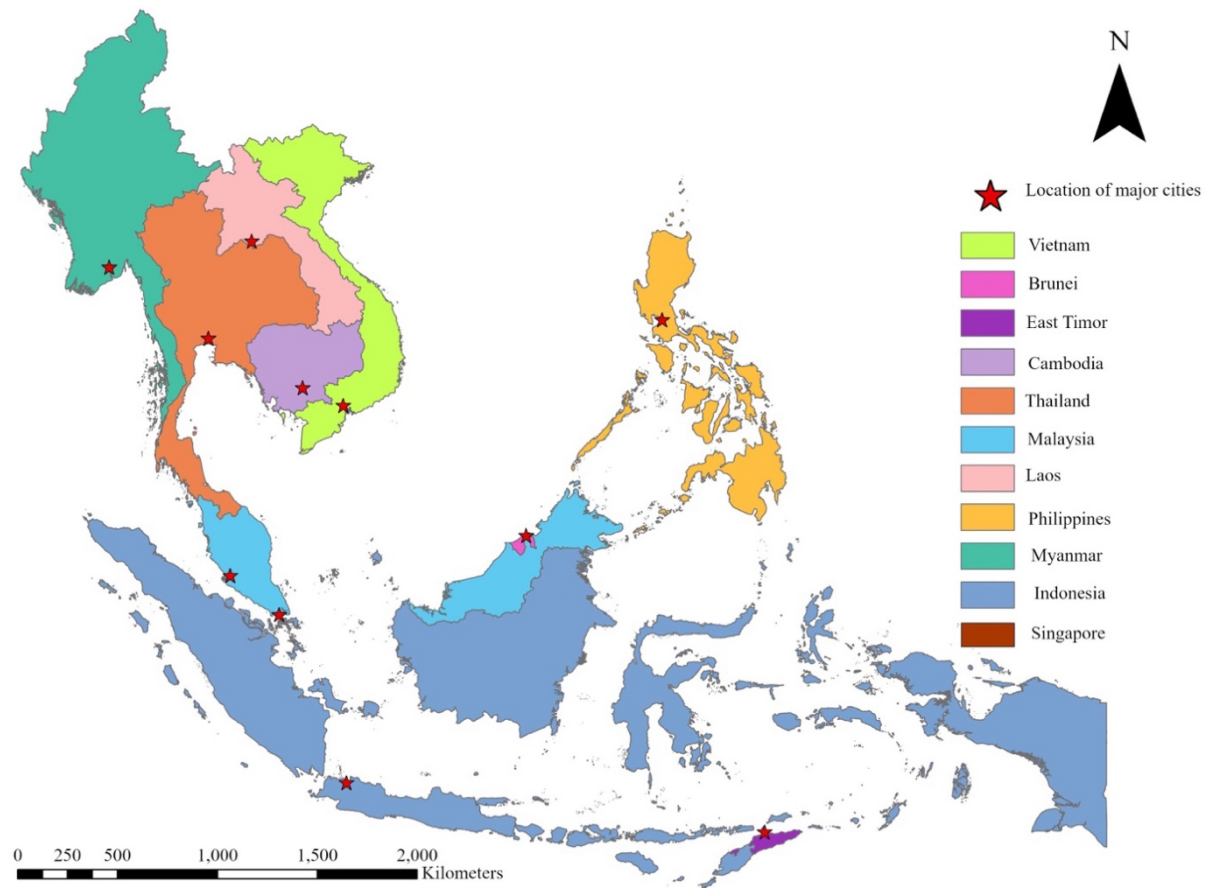 N
Location of major cities
Vietnam
Brunei
East Timor
Cambodia
Thailand
Malaysia
Laos
Philippines
Myanmar
Indonesia
Singapore
0 250 500 1,000 1,500 2,000
Kilometers